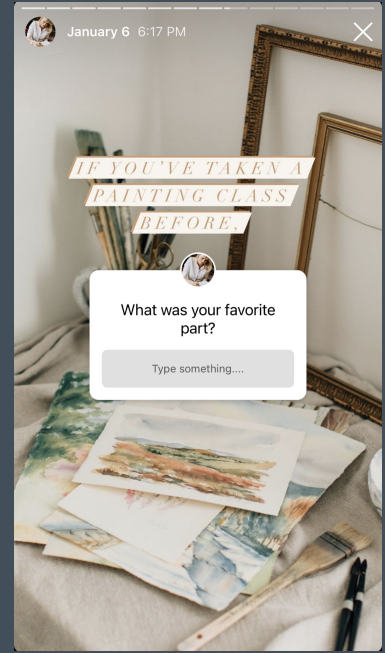 January 6 6:17 PM
IF YOU'VE TAKEN A
PAINTING CLASS
BEFORE,
What was your favorite
part?
Type something....